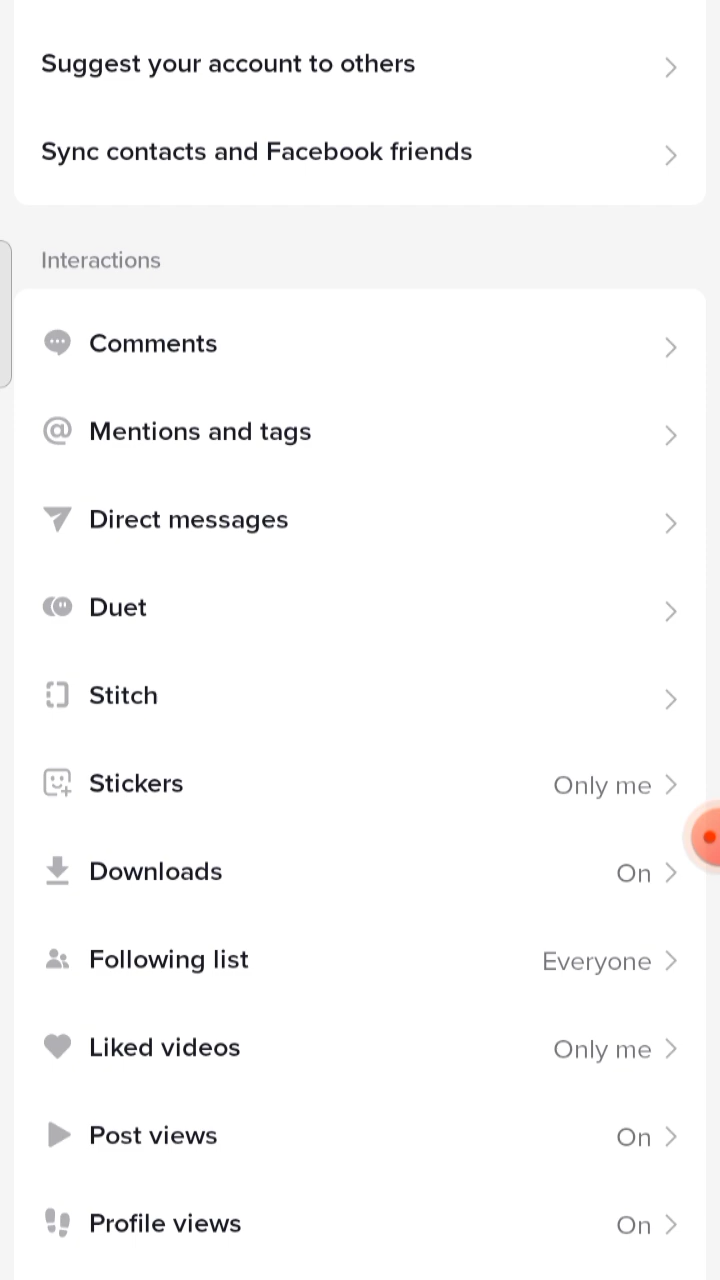 Suggest your account to others
Sync contacts and Facebook friends
Interactions
Comments
Mentions and tags
Direct messages
Duet
Stitch
Stickers Only me
Downloads On
Following list Everyone
Liked videos Only me
Post views On
Profile views On